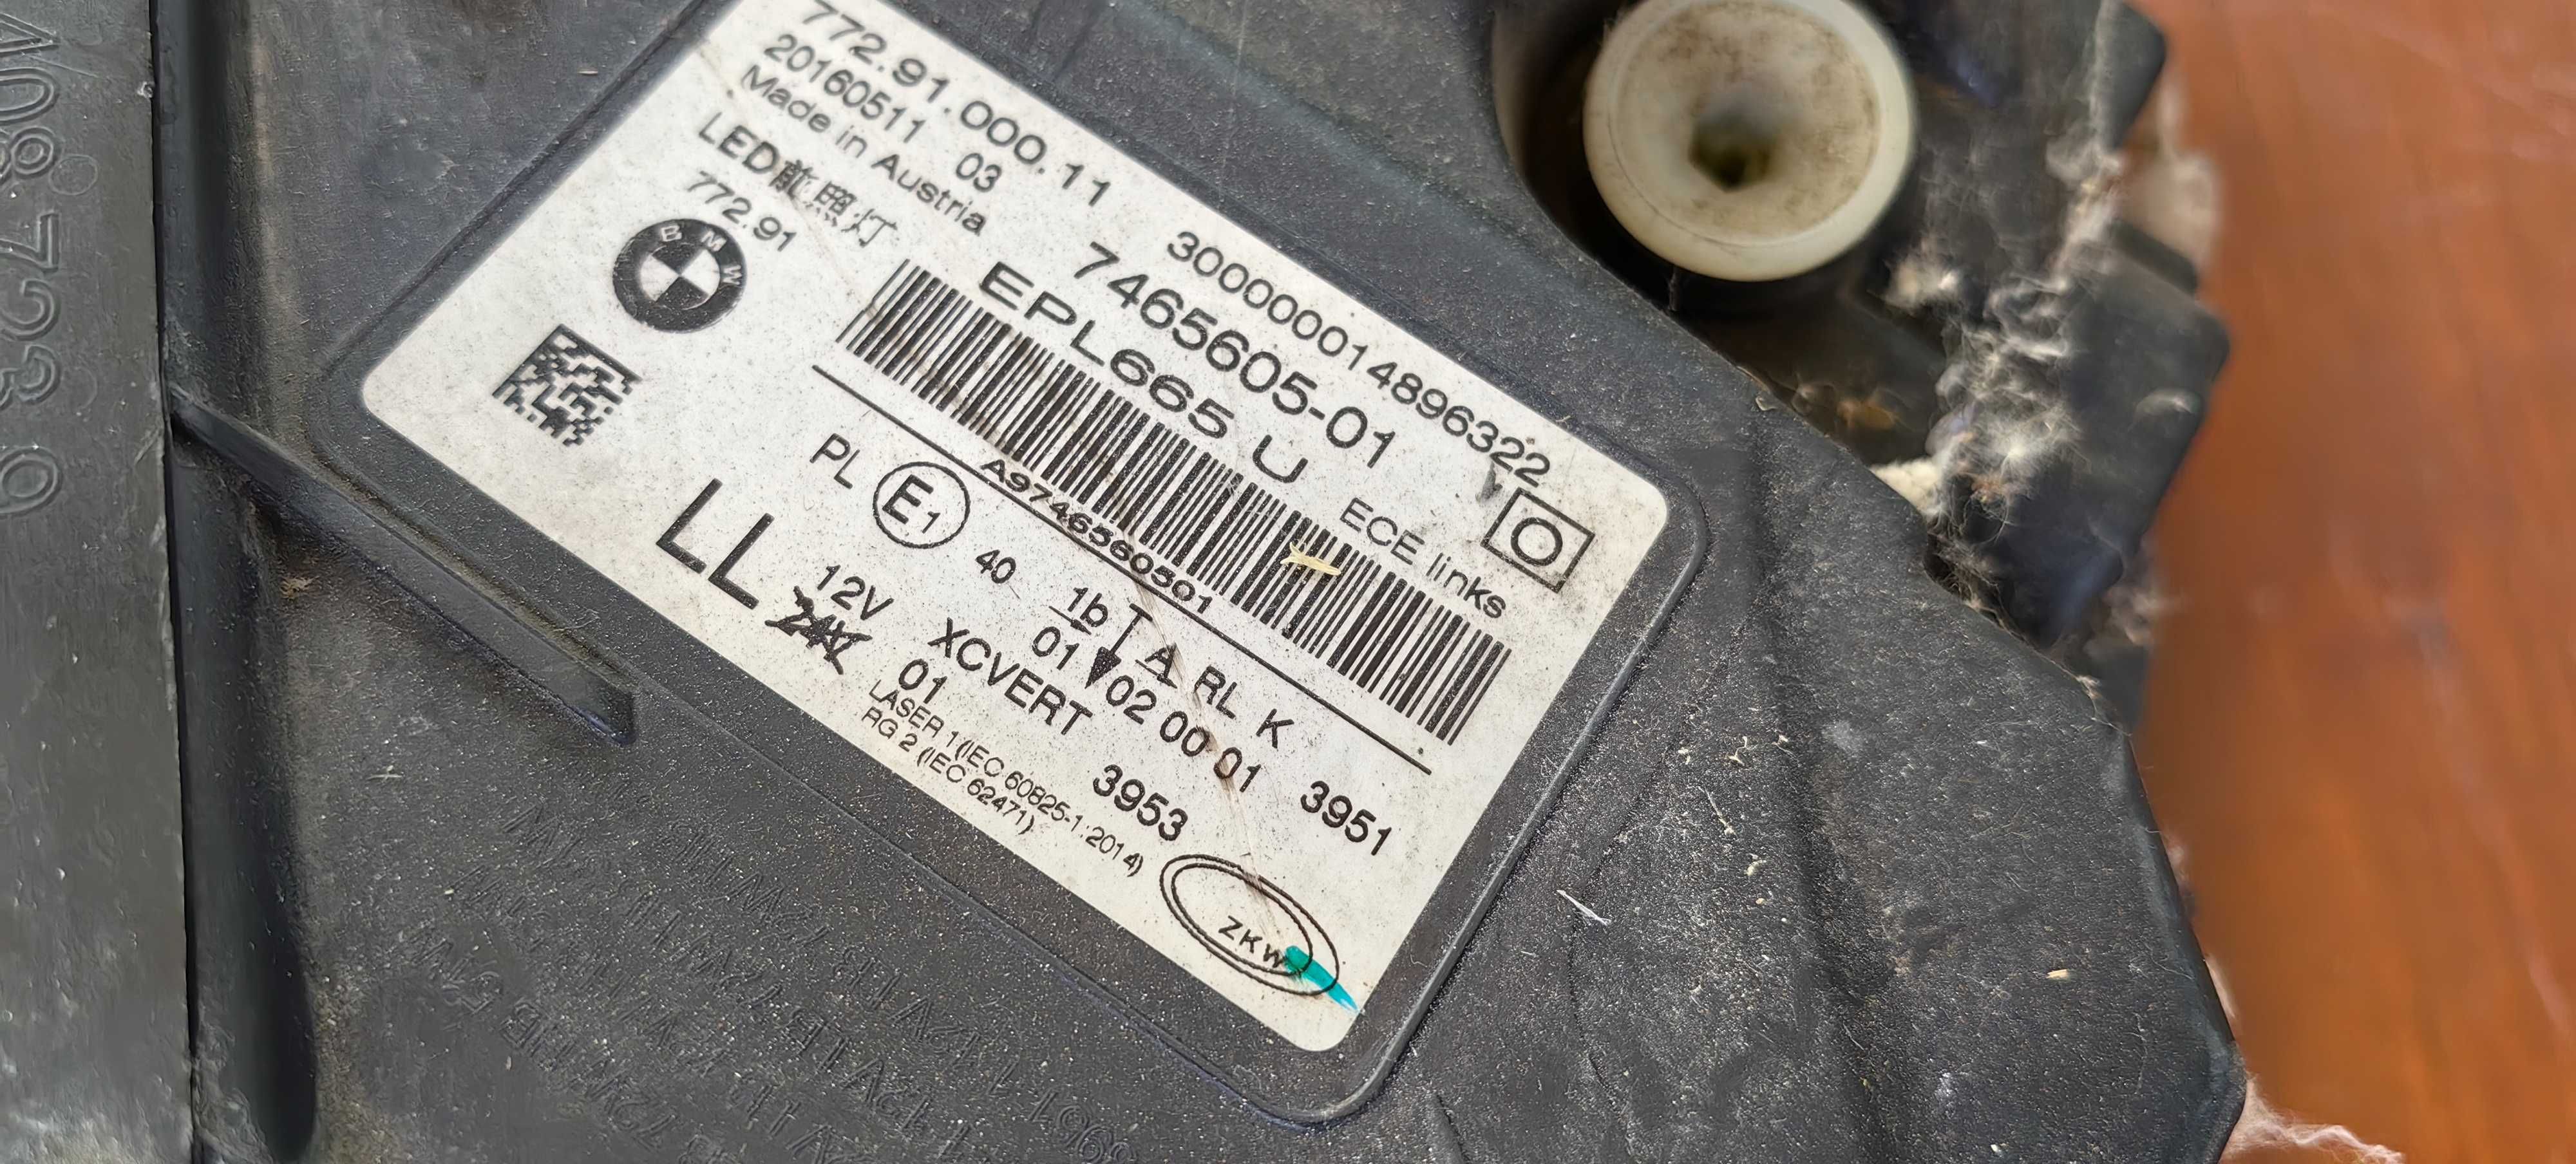 772.91.000.11
3000000014896322
20160511 03
7465605-01
Made in Austria
EPL665 U
LED前照灯
ECE links
772.91
BMW
A9746560501
PL E1 40 1b A RL K
01 02 00 01 3951
LL 12V XCVERT
24V 01 3953
LASER 1 (IEC 60825-1:2014)
RG 2 (IEC 62471)
ZKW